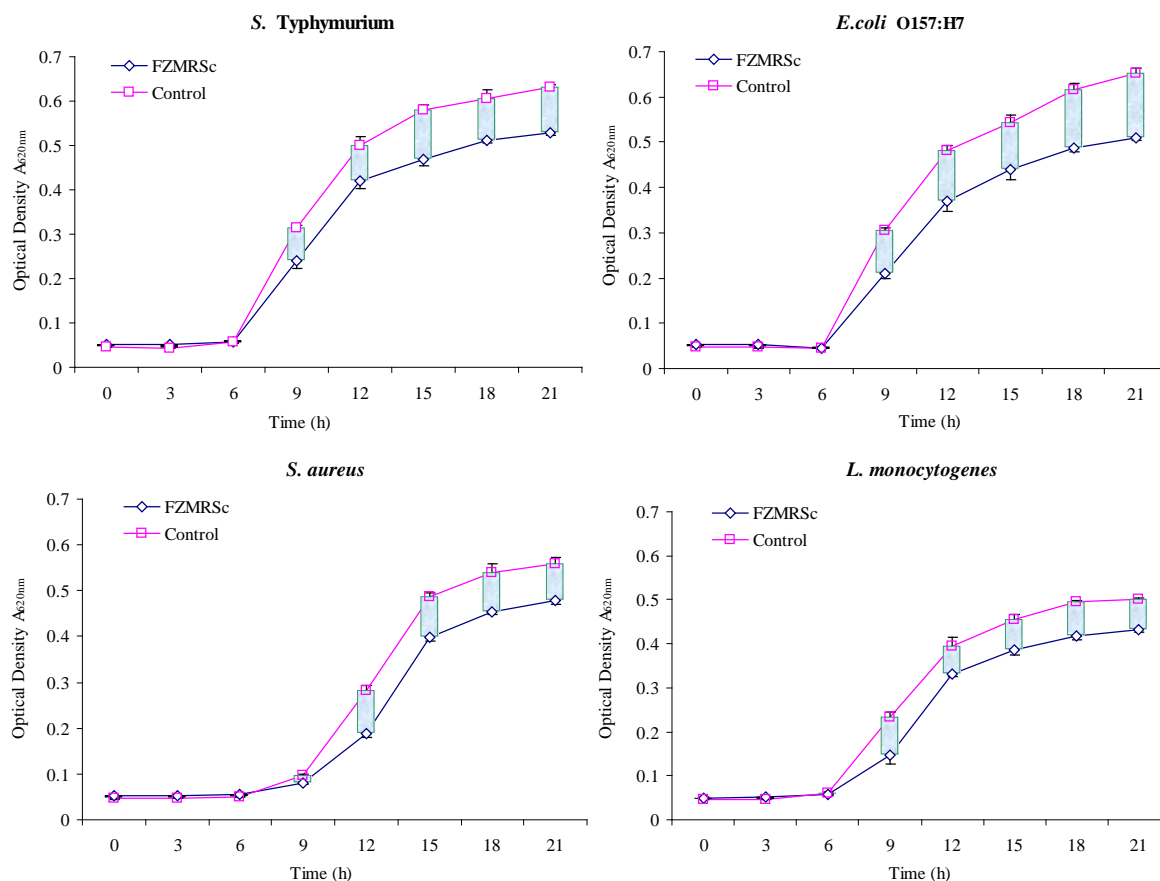 S. Typhymurium
0.7
0.6
0.5
0.4
0.3
0.2
0.1
0
Optical Density A620nm
FZMRSc
Control
0 3 6 9 12 15 18 21
Time (h)
E.coli O157:H7
0.7
0.6
0.5
0.4
0.3
0.2
0.1
0
Optical Density A620nm
FZMRSc
Control
0 3 6 9 12 15 18 21
Time (h)
S. aureus
0.7
0.6
0.5
0.4
0.3
0.2
0.1
0
Optical Density A620nm
FZMRSc
Control
0 3 6 9 12 15 18 21
Time (h)
L. monocytogenes
0.7
0.6
0.5
0.4
0.3
0.2
0.1
0
Optical Density A620nm
FZMRSc
Control
0 3 6 9 12 15 18 21
Time (h)